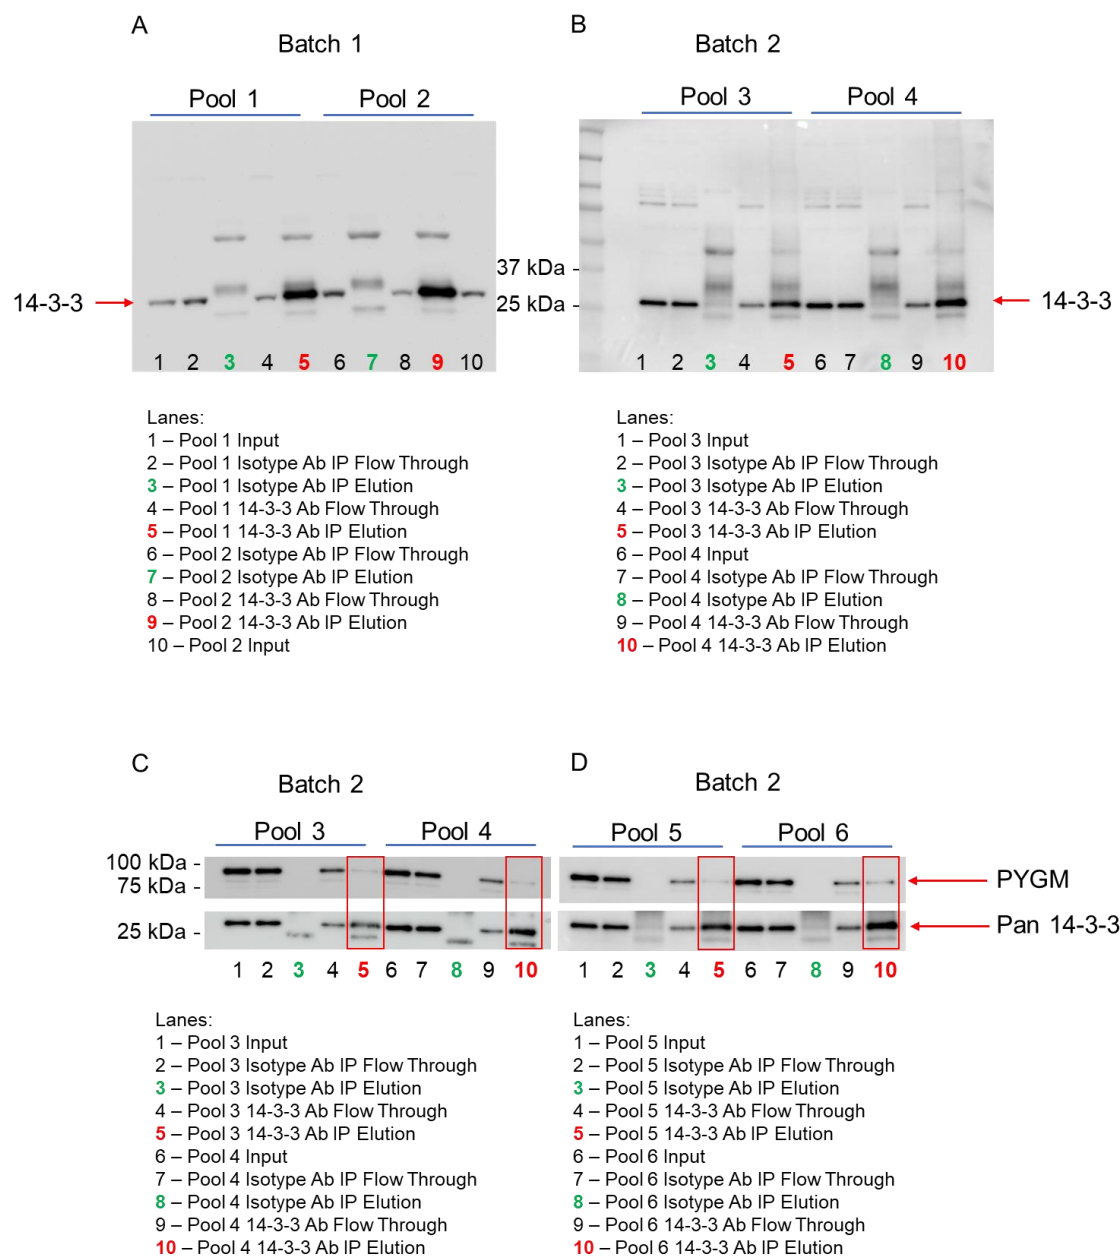 A
Batch 1
Pool 1 Pool 2
14-3-3
1 2 3 4 5 6 7 8 9 10
Lanes:
1 – Pool 1 Input
2 – Pool 1 Isotype Ab IP Flow Through
3 – Pool 1 Isotype Ab IP Elution
4 – Pool 1 14-3-3 Ab Flow Through
5 – Pool 1 14-3-3 Ab IP Elution
6 – Pool 2 Isotype Ab IP Flow Through
7 – Pool 2 Isotype Ab IP Elution
8 – Pool 2 14-3-3 Ab Flow Through
9 – Pool 2 14-3-3 Ab IP Elution
10 – Pool 2 Input
B
Batch 2
Pool 3 Pool 4
37 kDa -
25 kDa -
14-3-3
1 2 3 4 5 6 7 8 9 10
Lanes:
1 – Pool 3 Input
2 – Pool 3 Isotype Ab IP Flow Through
3 – Pool 3 Isotype Ab IP Elution
4 – Pool 3 14-3-3 Ab Flow Through
5 – Pool 3 14-3-3 Ab IP Elution
6 – Pool 4 Input
7 – Pool 4 Isotype Ab IP Flow Through
8 – Pool 4 Isotype Ab IP Elution
9 – Pool 4 14-3-3 Ab Flow Through
10 – Pool 4 14-3-3 Ab IP Elution
C
Batch 2
Pool 3 Pool 4
100 kDa -
75 kDa -
25 kDa -
1 2 3 4 5 6 7 8 9 10
Lanes:
1 – Pool 3 Input
2 – Pool 3 Isotype Ab IP Flow Through
3 – Pool 3 Isotype Ab IP Elution
4 – Pool 3 14-3-3 Ab Flow Through
5 – Pool 3 14-3-3 Ab IP Elution
6 – Pool 4 Input
7 – Pool 4 Isotype Ab IP Flow Through
8 – Pool 4 Isotype Ab IP Elution
9 – Pool 4 14-3-3 Ab Flow Through
10 – Pool 4 14-3-3 Ab IP Elution
D
Batch 2
Pool 5 Pool 6
PYGM
Pan 14-3-3
1 2 3 4 5 6 7 8 9 10
Lanes:
1 – Pool 5 Input
2 – Pool 5 Isotype Ab IP Flow Through
3 – Pool 5 Isotype Ab IP Elution
4 – Pool 5 14-3-3 Ab Flow Through
5 – Pool 5 14-3-3 Ab IP Elution
6 – Pool 6 Input
7 – Pool 6 Isotype Ab IP Flow Through
8 – Pool 6 Isotype Ab IP Elution
9 – Pool 6 14-3-3 Ab Flow Through
10 – Pool 6 14-3-3 Ab IP Elution